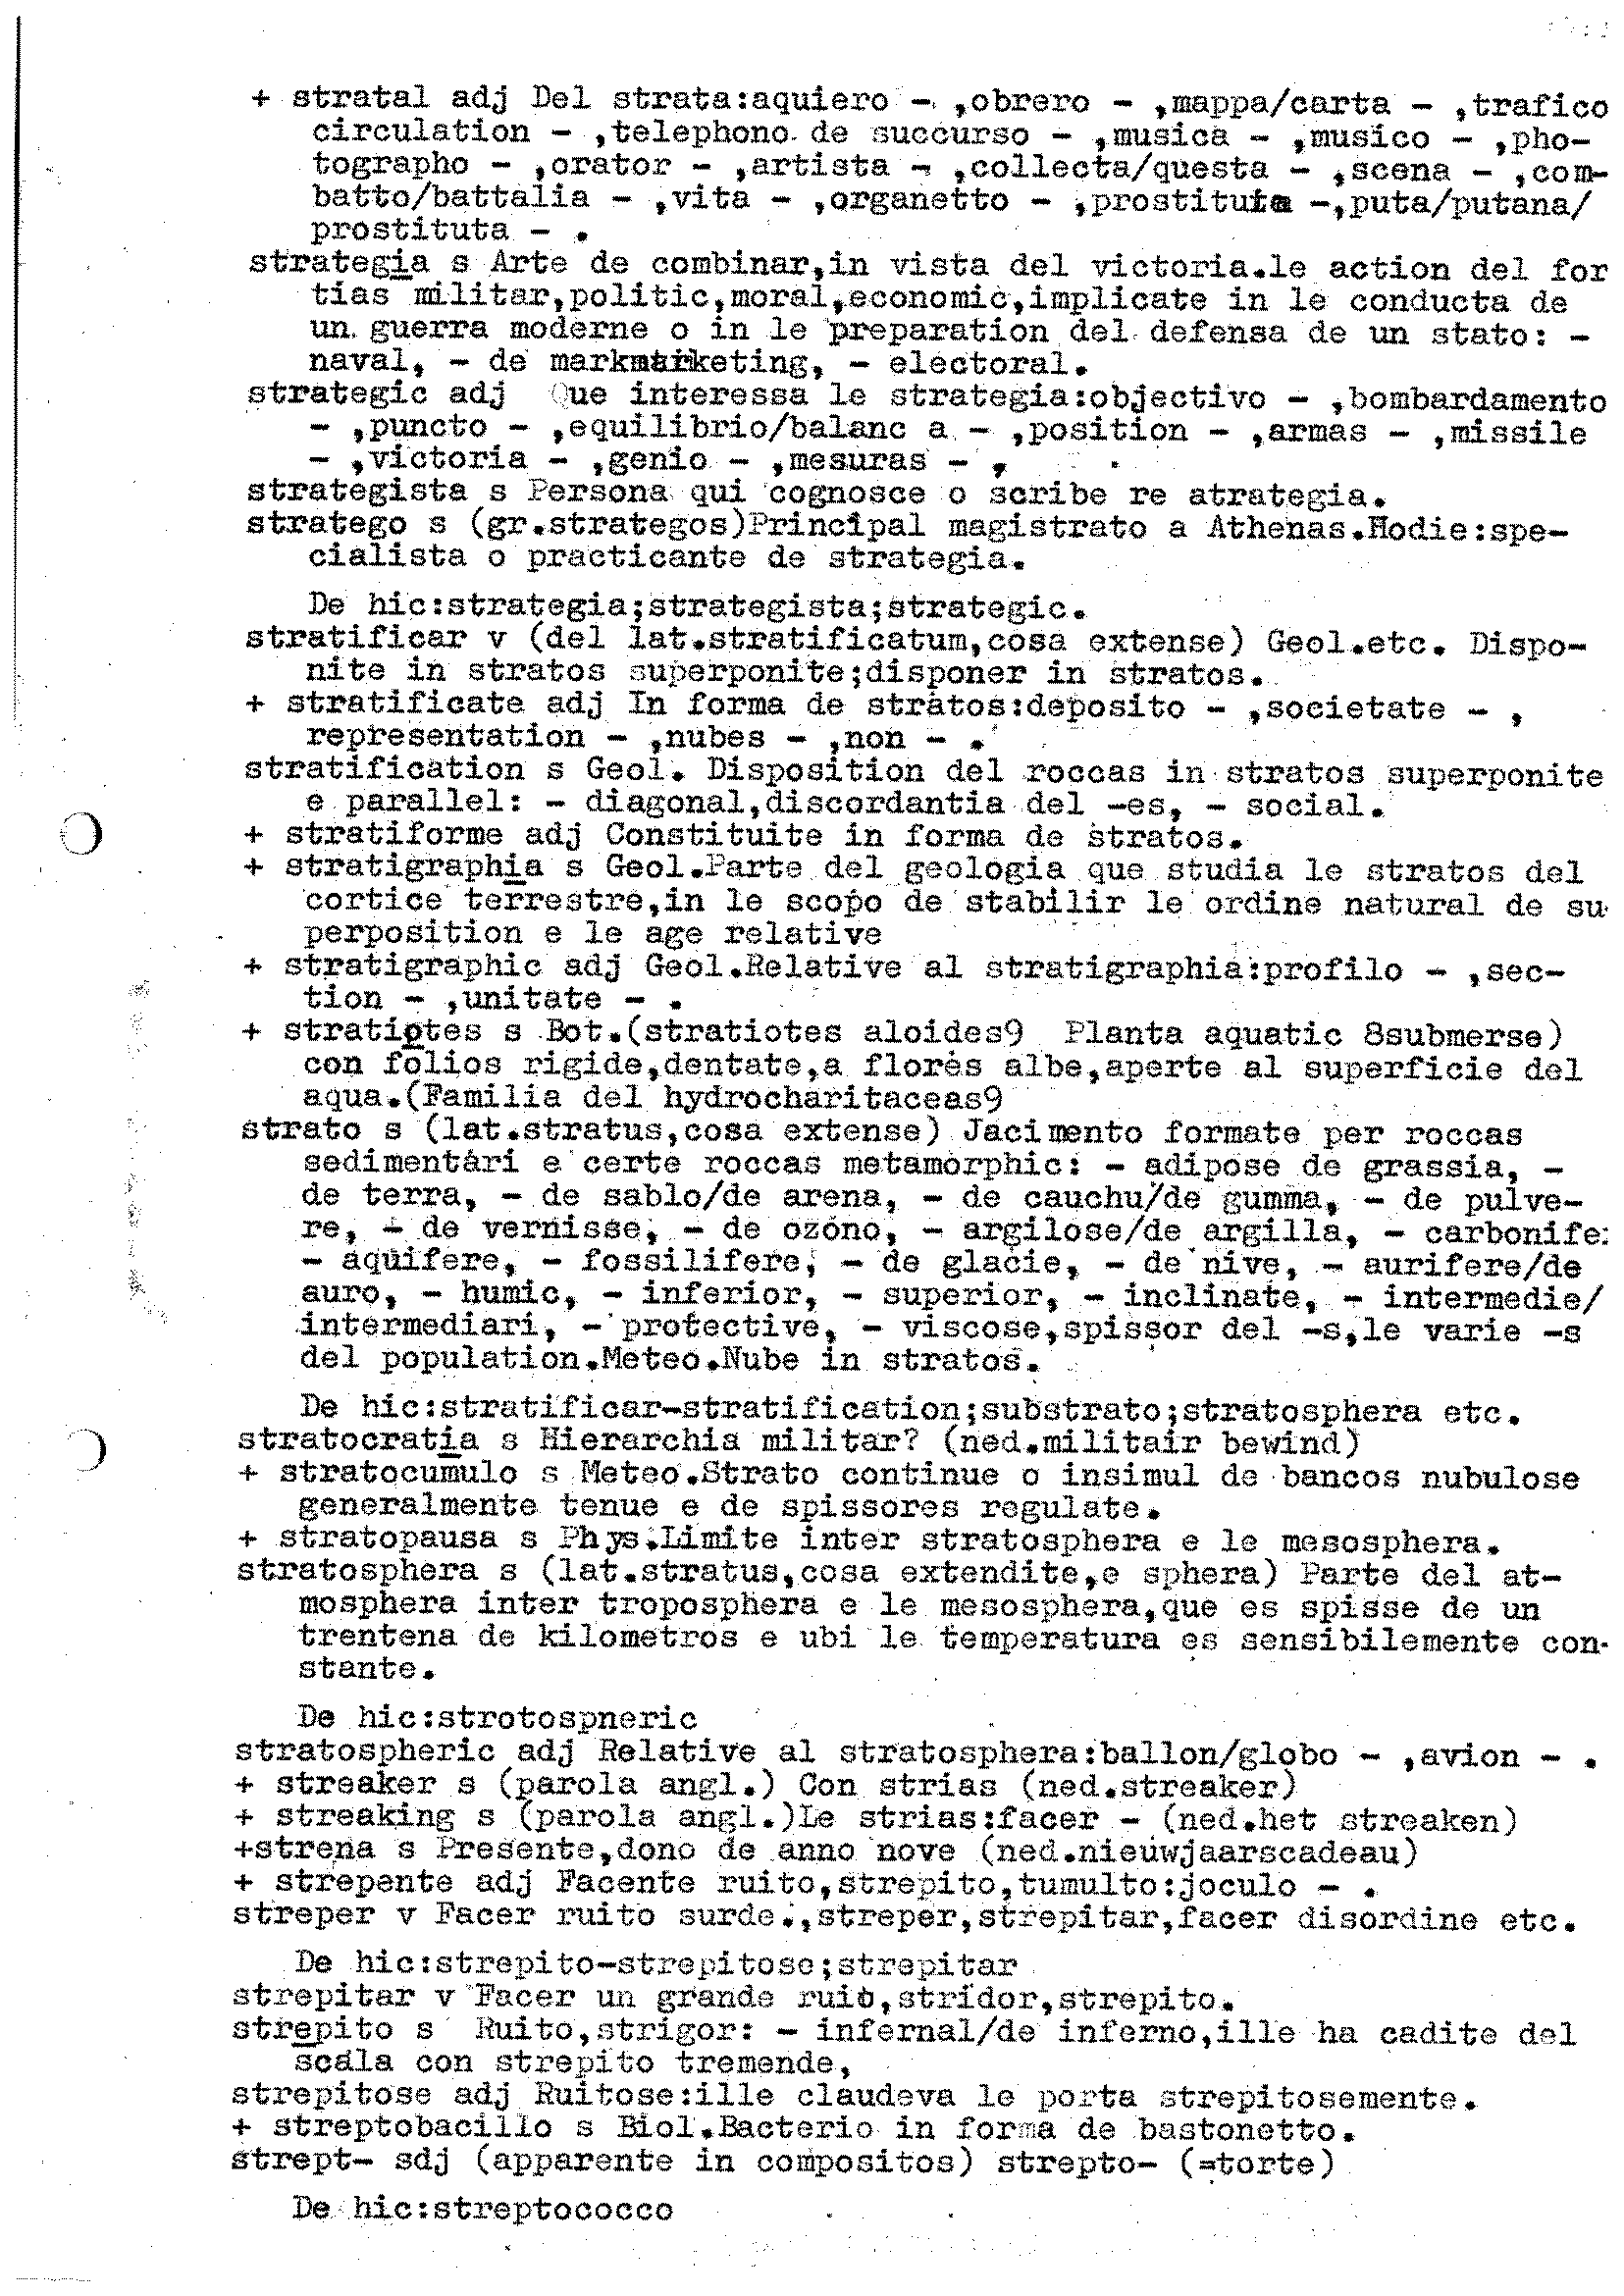 + stratal adj Del strata:aquiero - ,obrero - ,mappa/carta - ,trafico
circulation - ,telephono de succurso - ,musica - ,musico - ,pho-
tographo - ,orator - ,artista - ,collecta/questa - ,scena - ,com-
batto/battalia - ,vita - ,organetto - ,prostituta -,puta/putana/
prostituta - .
strategia s Arte de combinar,in vista del victoria.le action del for
tias militar,politic,moral,economic,implicate in le conducta de
un guerra moderne o in le preparation del defensa de un stato: -
naval, - de markmarketing, - electoral.
strategic adj Que interessa le strategia:objectivo - ,bombardamento
- ,puncto - ,equilibrio/balanc a - ,position - ,armas - ,missile
- ,victoria - ,genio - ,mesuras - ,
strategista s Persona qui cognosce o scribe re atrategia.
stratego s (gr.strategos)Principal magistrato a Athenas.Hodie:spe-
cialista o practicante de strategia.
De hic:strategia;strategista;strategic.
stratificar v (del lat.stratificatum,cosa extense) Geol.etc. Dispo-
nite in stratos superponite;disponer in stratos.
+ stratificate adj In forma de stratos:deposito - ,societate - ,
representation - ,nubes - ,non - .
stratification s Geol. Disposition del roccas in stratos superponite
e parallel: - diagonal,discordantia del -es, - social.
+ stratiforme adj Constituite in forma de stratos.
+ stratigraphia s Geol.Parte del geologia que studia le stratos del
cortice terrestre,in le scopo de stabilir le ordine natural de su-
perposition e le age relative
+ stratigraphic adj Geol.Relative al stratigraphia:profilo - ,sec-
tion - ,unitate - .
+ stratiotes s Bot.(stratiotes aloides9 Planta aquatic 8submerse)
con folios rigide,dentate,a flores albe,aperte al superficie del
aqua.(Familia del hydrocharitaceas9
strato s (lat.stratus,cosa extense) Jacimento formate per roccas
sedimentari e certe roccas metamorphic: - adipose de grassia, -
de terra, - de sablo/de arena, - de cauchu/de gumma, - de pulve-
re, - de vernisse, - de ozono, - argilose/de argilla, - carbonife
- aquifere, - fossilifere, - de glacie, - de nive, - aurifere/de
auro, - humic, - inferior, - superior, - inclinate, - intermedie/
intermediari, - protective, - viscose,spissor del -s,le varie -s
del population.Meteo.Nube in stratos.
De hic:stratificar-stratification;substrato;stratosphera etc.
stratocratia s Hierarchia militar? (ned.militair bewind)
+ stratocumulo s Meteo.Strato continue o insimul de bancos nubulose
generalmente tenue e de spissores regulate.
+ stratopausa s Phys.Limite inter stratosphera e le mesosphera.
stratosphera s (lat.stratus,cosa extendite,e sphera) Parte del at-
mosphera inter troposphera e le mesosphera,que es spisse de un
trentena de kilometros e ubi le temperatura es sensibilemente con-
stante.
De hic:strotospneric
stratospheric adj Relative al stratosphera:ballon/globo - ,avion - .
+ streaker s (parola angl.) Con strias (ned.streaker)
+ streaking s (parola angl.)Le strias:facer - (ned.het streaken)
+strena s Presente,dono de anno nove (ned.nieuwjaarscadeau)
+ strepente adj Facente ruito,strepito,tumulto:joculo - .
streper v Facer ruito surde.,streper,strepitar,facer disordine etc.
De hic:strepito-strepitose;strepitar
strepitar v Facer un grande ruio,stridor,strepito.
strepito s Ruito,strigor: - infernal/de inferno,ille ha cadite del
scala con strepito tremende,
strepitose adj Ruitose:ille claudeva le porta strepitosemente.
+ streptobacillo s Biol.Bacterio in forma de bastonetto.
strept- sdj (apparente in compositos) strepto- (=torte)
De hic:streptococco